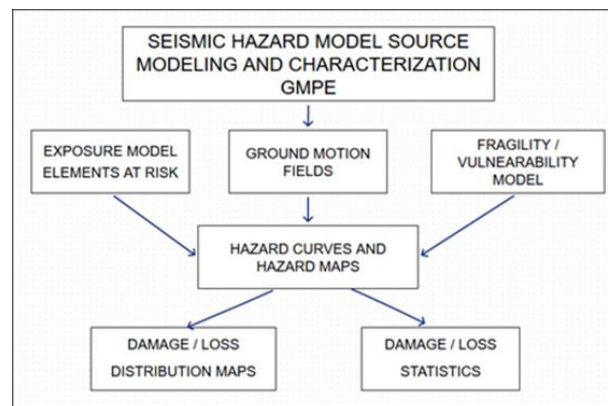 SEISMIC HAZARD MODEL SOURCE
MODELING AND CHARACTERIZATION
GMPE
EXPOSURE MODEL
ELEMENTS AT RISK
GROUND MOTION
FIELDS
FRAGILITY /
VULNEARABILITY
MODEL
HAZARD CURVES AND
HAZARD MAPS
DAMAGE / LOSS
DISTRIBUTION MAPS
DAMAGE / LOSS
STATISTICS